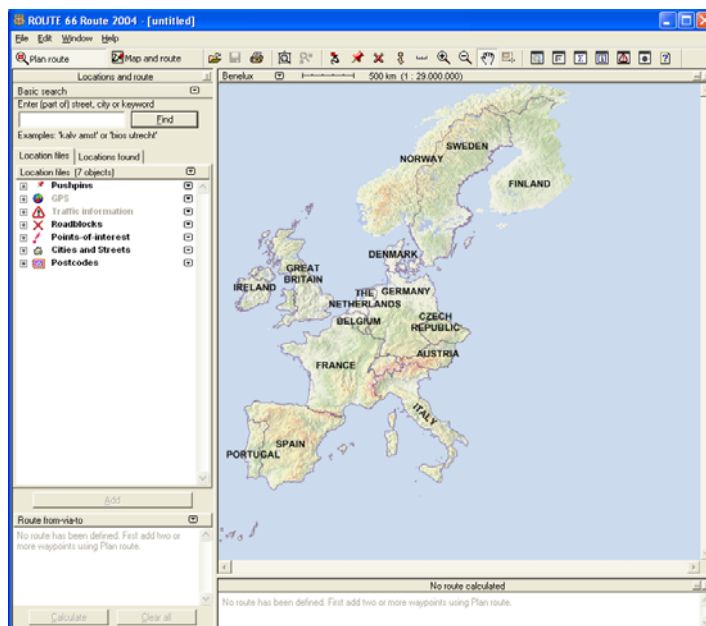 ROUTE 66 Route 2004 - [untitled]
File Edit Window Help
Plan route Map and route
Locations and route
Basic search
Enter (part of) street, city or keyword
Find
Examples: 'kalv amst' or 'bios utrecht'
Location files Locations found
Location files (7 objects)
Pushpins
GPS
Traffic information
Roadblocks
Points-of-interest
Cities and Streets
Postcodes
Add
Route from-via-to
No route has been defined. First add two or
more waypoints using Plan route.
Calculate Clear all
Benelux 500 km (1 : 29.000.000)
SWEDEN
NORWAY
FINLAND
DENMARK
GREAT
BRITAIN
IRELAND
THE
NETHERLANDS
GERMANY
BELGIUM
CZECH
REPUBLIC
AUSTRIA
FRANCE
ITALY
SPAIN
PORTUGAL
No route calculated
No route has been defined. First add two or more waypoints using Plan route.